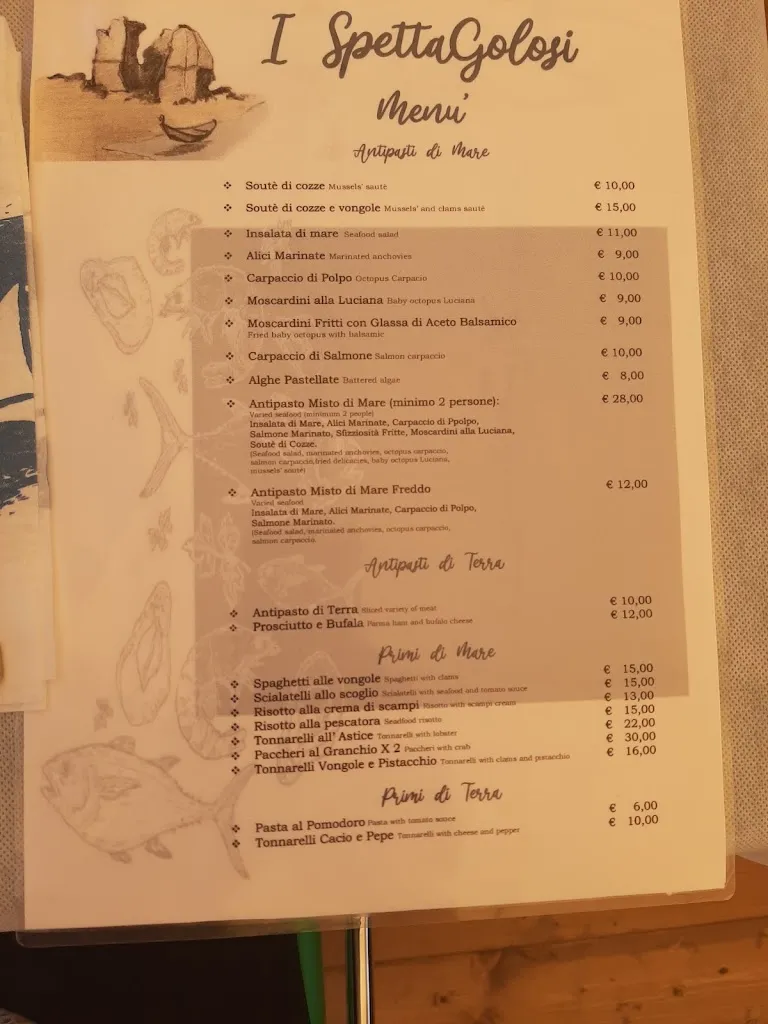 I SpettaGolosi
Menu'
Antipasti di Mare
❖ Soutè di cozze Mussels' sautè € 10,00
❖ Soutè di cozze e vongole Mussels' and clams sautè € 15,00
❖ Insalata di mare Seafood salad € 11,00
❖ Alici Marinate Marinated anchovies € 9,00
❖ Carpaccio di Polpo Octopus Carpacio € 10,00
❖ Moscardini alla Luciana Baby octopus Luciana € 9,00
❖ Moscardini Fritti con Glassa di Aceto Balsamico € 9,00
Fried baby octopus with balsamic
❖ Carpaccio di Salmone Salmon carpaccio € 10,00
❖ Alghe Pastellate Battered algae € 8,00
❖ Antipasto Misto di Mare (minimo 2 persone): € 28,00
Varied seafood (minimum 2 people)
Insalata di Mare, Alici Marinate, Carpaccio di Ppolpo,
Salmone Marinato, Sfizziosità Fritte, Moscardini alla Luciana,
Soutè di Cozze.
(Seafood salad, marinated anchovies, octopus carpaccio,
salmon carpaccio,fried delicacies, baby octopus Luciana,
mussels' sautè)
❖ Antipasto Misto di Mare Freddo € 12,00
Varied seafood
Insalata di Mare, Alici Marinate, Carpaccio di Polpo,
Salmone Marinato.
(Seafood salad, marinated anchovies, octopus carpaccio,
salmon carpaccio.
Antipasti di Terra
❖ Antipasto di Terra Sliced variety of meat € 10,00
❖ Prosciutto e Bufala Parma ham and bufalo cheese € 12,00
Primi di Mare
❖ Spaghetti alle vongole Spaghetti with clams € 15,00
❖ Scialatelli allo scoglio Scialatelli with seafood and tomato souce € 15,00
❖ Risotto alla crema di scampi Risotto with scampi cream € 13,00
❖ Risotto alla pescatora Seadfood risotto € 15,00
❖ Tonnarelli all' Astice Tonnarelli with lobster € 22,00
❖ Paccheri al Granchio X 2 Paccheri with crab € 30,00
❖ Tonnarelli Vongole e Pistacchio Tonnarelli with clams and pistacchio € 16,00
Primi di Terra
❖ Pasta al Pomodoro Pasta with tomato souce € 6,00
❖ Tonnarelli Cacio e Pepe Tonnarelli with cheese and pepper € 10,00